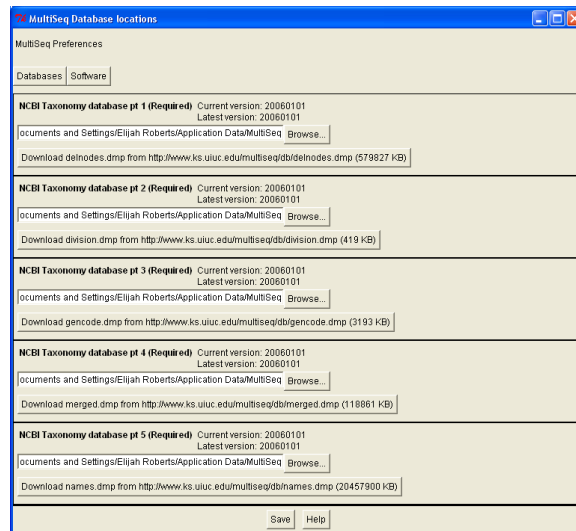 MultiSeq Database locations
MultiSeq Preferences
Databases Software
NCBI Taxonomy database pt 1 (Required) Current version: 20060101
Latest version: 20060101
ocuments and Settings/Elijah Roberts/Application Data/MultiSeq Browse...
Download delnodes.dmp from http://www.ks.uiuc.edu/multiseq/db/delnodes.dmp (579827 KB)
NCBI Taxonomy database pt 2 (Required) Current version: 20060101
Latest version: 20060101
ocuments and Settings/Elijah Roberts/Application Data/MultiSeq Browse...
Download division.dmp from http://www.ks.uiuc.edu/multiseq/db/division.dmp (419 KB)
NCBI Taxonomy database pt 3 (Required) Current version: 20060101
Latest version: 20060101
ocuments and Settings/Elijah Roberts/Application Data/MultiSeq Browse...
Download gencode.dmp from http://www.ks.uiuc.edu/multiseq/db/gencode.dmp (3193 KB)
NCBI Taxonomy database pt 4 (Required) Current version: 20060101
Latest version: 20060101
ocuments and Settings/Elijah Roberts/Application Data/MultiSeq Browse...
Download merged.dmp from http://www.ks.uiuc.edu/multiseq/db/merged.dmp (118861 KB)
NCBI Taxonomy database pt 5 (Required) Current version: 20060101
Latest version: 20060101
ocuments and Settings/Elijah Roberts/Application Data/MultiSeq Browse...
Download names.dmp from http://www.ks.uiuc.edu/multiseq/db/names.dmp (20457900 KB)
Save Help